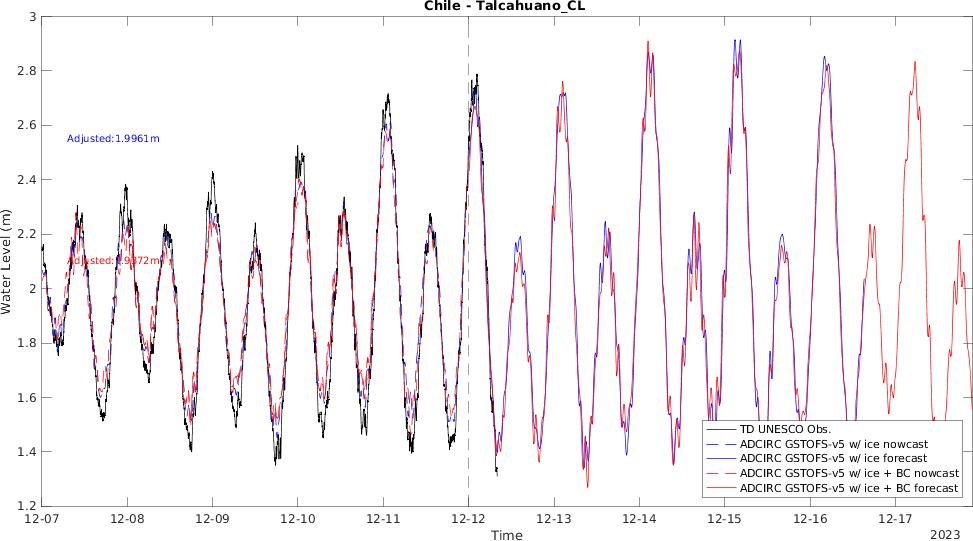 Chile - Talcahuano_CL
3
2.8
2.6
2.4
2.2
2
1.8
1.6
1.4
1.2
Water Level (m)
Adjusted:1.9961m
Adjusted:1.9372m
TD UNESCO Obs.
ADCIRC GSTOFS-v5 w/ ice nowcast
ADCIRC GSTOFS-v5 w/ ice forecast
ADCIRC GSTOFS-v5 w/ ice + BC nowcast
ADCIRC GSTOFS-v5 w/ ice + BC forecast
12-07 12-08 12-09 12-10 12-11 12-12 12-13 12-14 12-15 12-16 12-17
Time
2023